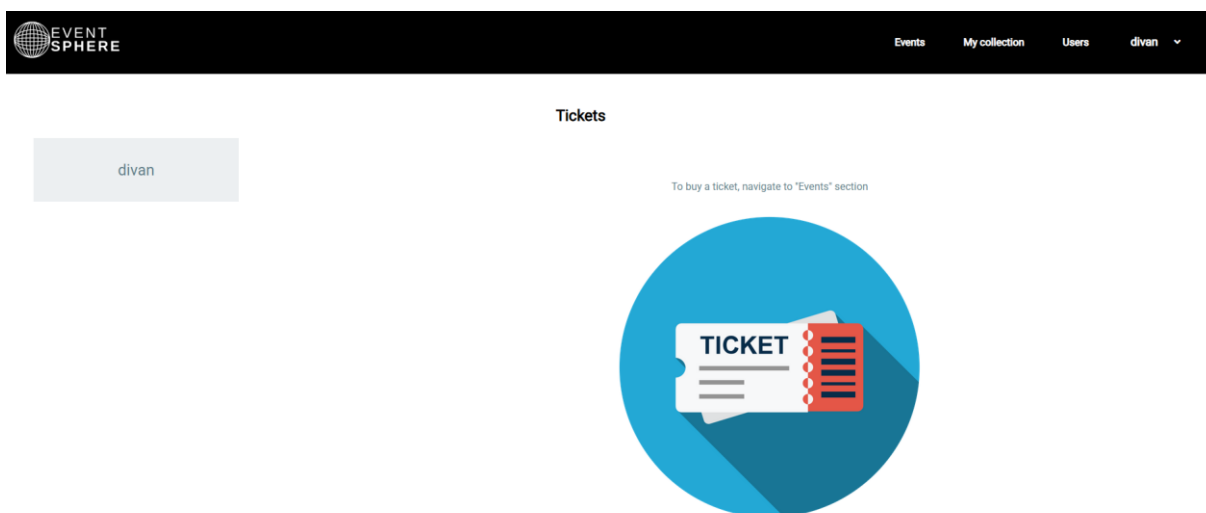 EVENT
SPHERE
Events My collection Users divan
Tickets
divan
To buy a ticket, navigate to "Events" section
TICKET